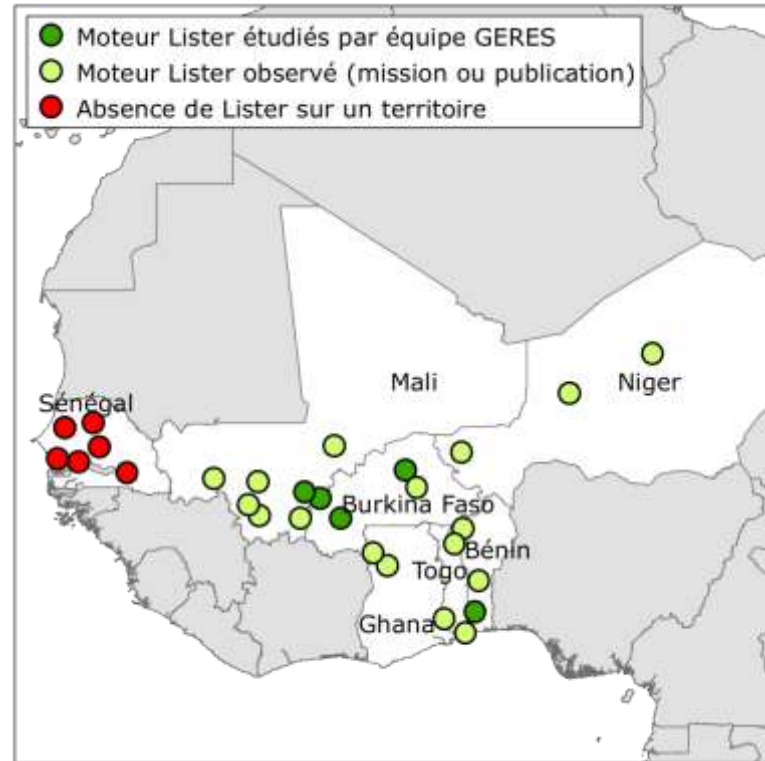 Moteur Lister étudiés par équipe GERES
Moteur Lister observé (mission ou publication)
Absence de Lister sur un territoire
Mali
Niger
Sénégal
Burkina Faso
Bénin
Togo
Ghana